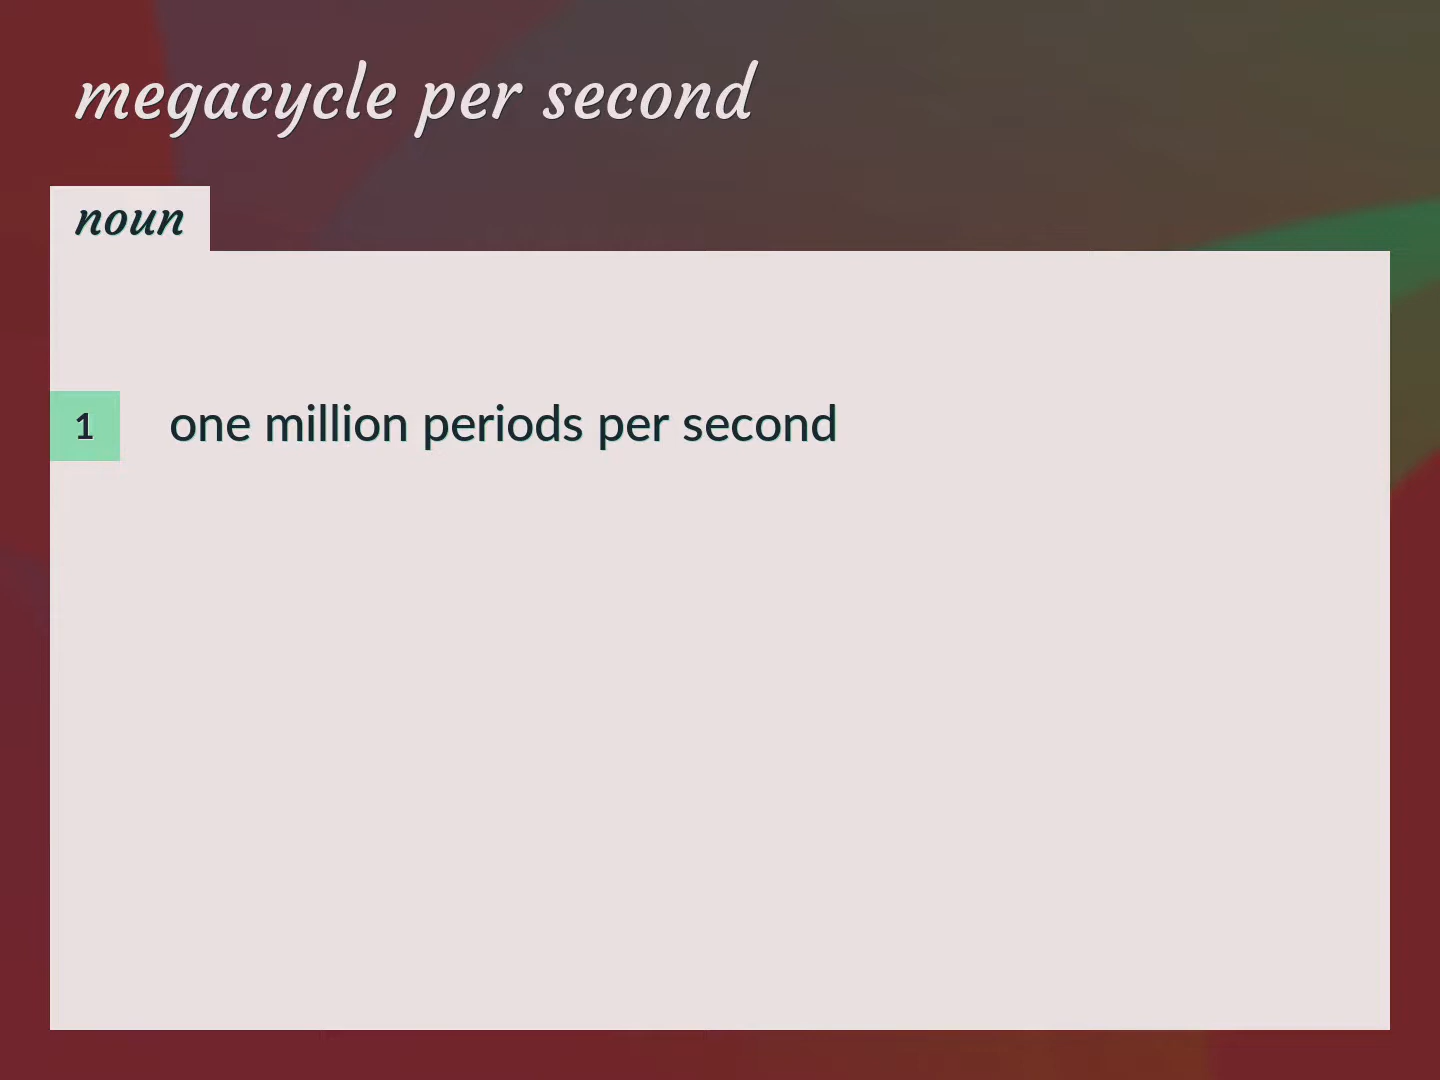 megacycle per second
noun
1 one million periods per second